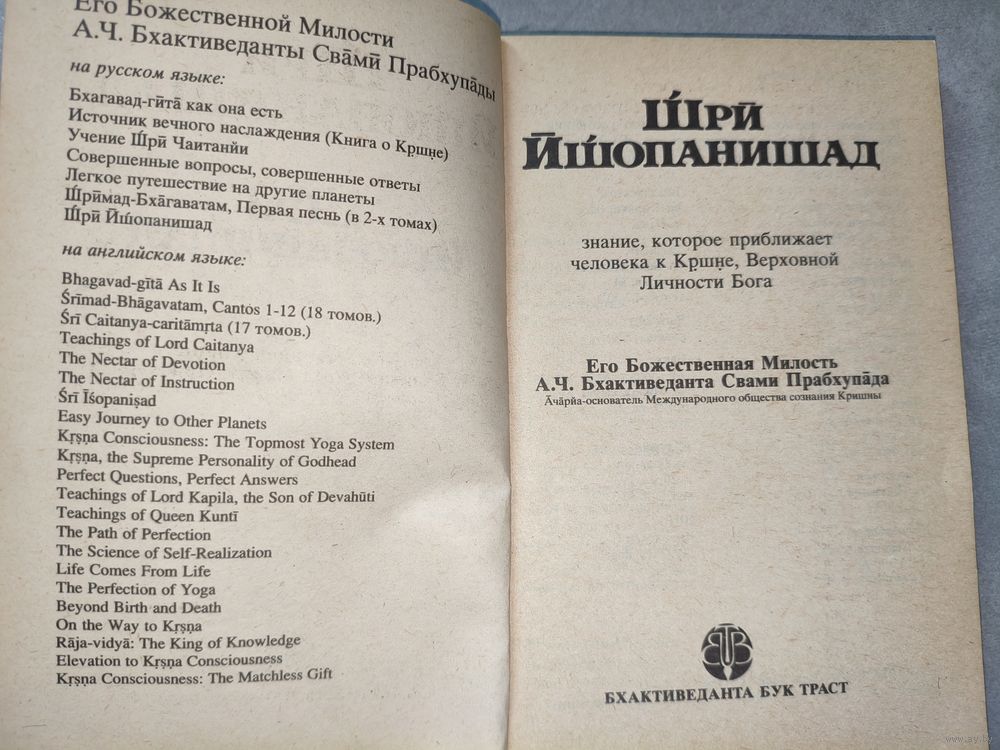 Его Божественной Милости
А.Ч. Бхактиведанты Сва̄мӣ Прабхупа̄ды
на русском языке:
Бхагавад-гӣта̄ как она есть
Источник вечного наслаждения (Книга о Кр̣шн̣е)
Учение Ш́рӣ Чаитанйи
Совершенные вопросы, совершенные ответы
Легкое путешествие на другие планеты
Ш́рӣмад-Бха̄гаватам, Первая песнь (в 2-х томах)
Ш́рӣ Ӣш́опанишад
на английском языке:
Bhagavad-gītā As It Is
Śrīmad-Bhāgavatam, Cantos 1-12 (18 томов.)
Śrī Caitanya-caritāmṛta (17 томов.)
Teachings of Lord Caitanya
The Nectar of Devotion
The Nectar of Instruction
Śrī Īśopaniṣad
Easy Journey to Other Planets
Kṛṣṇa Consciousness: The Topmost Yoga System
Kṛṣṇa, the Supreme Personality of Godhead
Perfect Questions, Perfect Answers
Teachings of Lord Kapila, the Son of Devahūti
Teachings of Queen Kuntī
The Path of Perfection
The Science of Self-Realization
Life Comes From Life
The Perfection of Yoga
Beyond Birth and Death
On the Way to Kṛṣṇa
Rāja-vidyā: The King of Knowledge
Elevation to Kṛṣṇa Consciousness
Kṛṣṇa Consciousness: The Matchless Gift
Ш́РӢ
ӢШ́ОПАНИШАД
знание, которое приближает
человека к Кр̣шн̣е, Верховной
Личности Бога
Его Божественная Милость
А.Ч. Бхактиведанта Свами Прабхупа̄да
А̄ча̄рйа-основатель Международного общества сознания Кришны
BBT
БХАКТИВЕДАНТА БУК ТРАСТ
www.ay.by